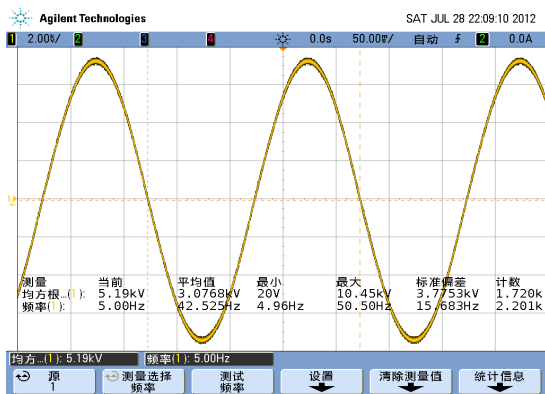 Agilent Technologies SAT JUL 28 22:09:10 2012
1 2.00㎸/ 2 3 4 0.0s 50.00㎳/ 自动 2 0.0A
测量 当前 平均值 最小 最大 标准偏差 计数
均方根…(1): 5.19kV 3.0768kV 20V 10.45kV 3.7753kV 1.720k
频率(1): 5.00Hz 42.525Hz 4.96Hz 50.50Hz 15.683Hz 2.201k
均方…(1): 5.19kV 频率(1): 5.00Hz
源 测量选择 测试 设置 清除测量值 统计信息
1 频率 频率